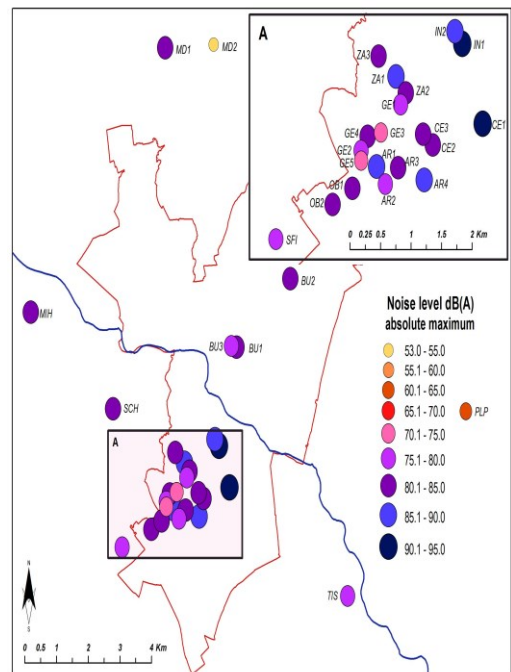 MD1
MD2
A
IN2
IN1
ZA3
ZA1
ZA2
GE1
CE1
GE4
GE3
CE3
GE2
AR1
CE2
GE5
AR3
OB1
AR4
OB2
AR2
0 0.25 0.5 1 1.5 2 Km
SFI
BU2
MIH
Noise level dB(A)
absolute maximum
53.0 - 55.0
55.1 - 60.0
60.1 - 65.0
65.1 - 70.0
PLP
70.1 - 75.0
75.1 - 80.0
80.1 - 85.0
85.1 - 90.0
90.1 - 95.0
BU3
BU1
SCH
A
TIS
N
S
0 0.5 1 2 3 4 Km